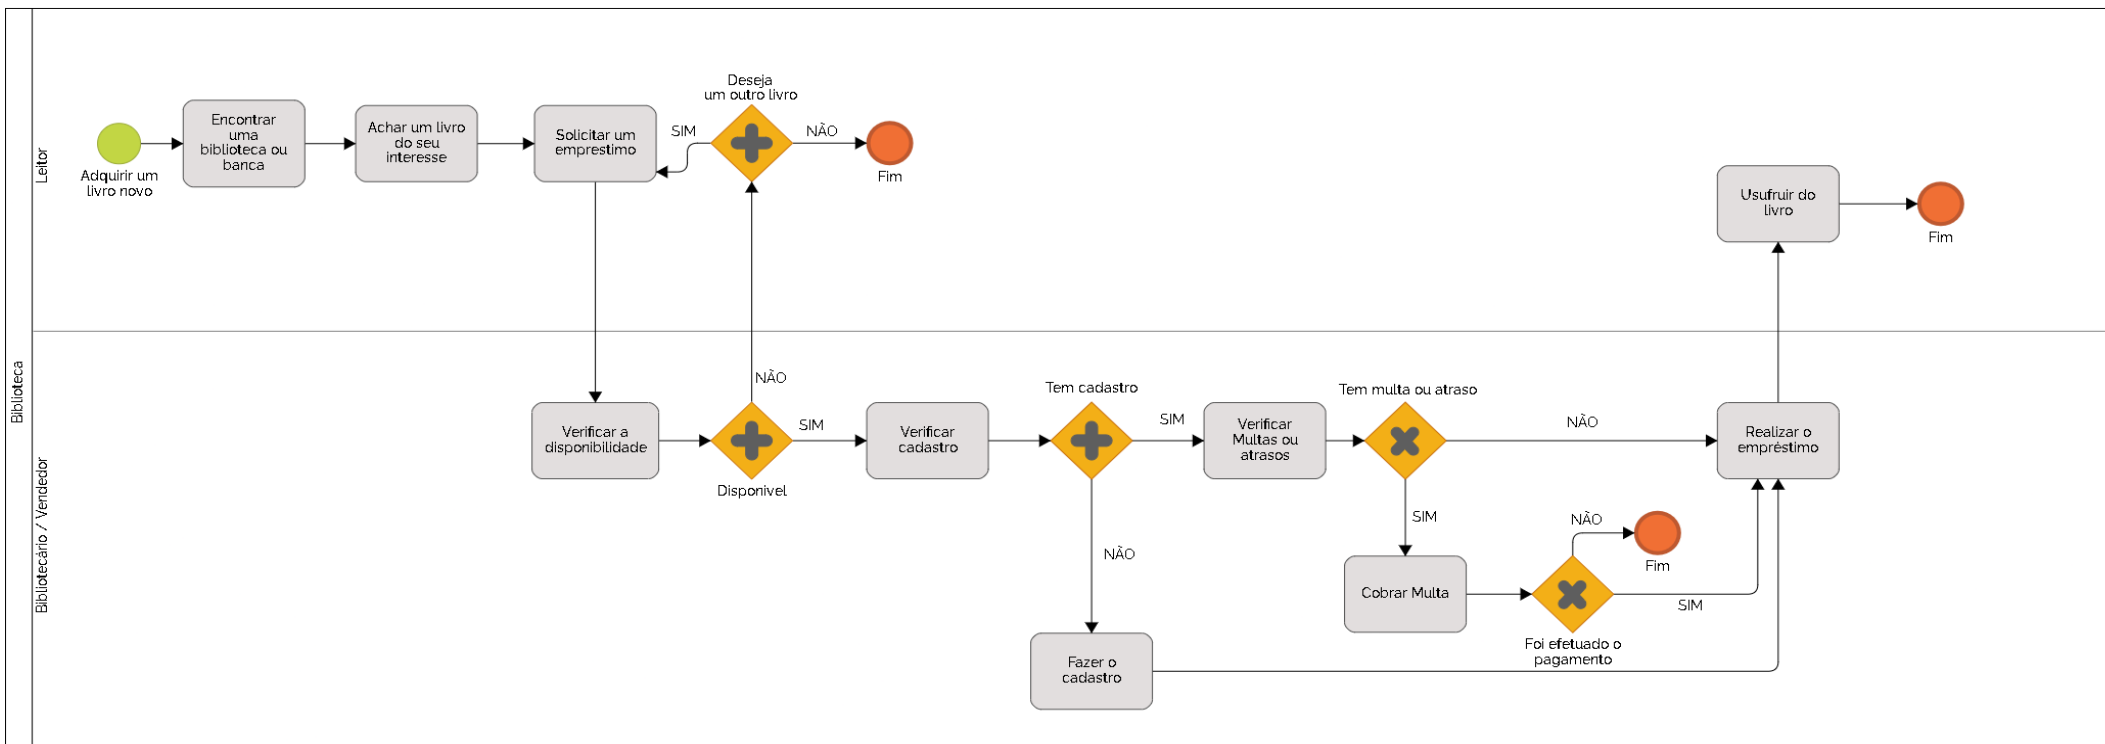 Biblioteca
Leitor
Adquirir um
livro novo
Encontrar
uma
biblioteca ou
banca
Achar um livro
do seu
interesse
Solicitar um
emprestimo
SIM
Deseja
um outro livro
NÃO
Fim
Usufruir do
livro
Fim
Bibliotecário / Vendedor
Verificar a
disponibilidade
NÃO
Disponivel
SIM
Verificar
cadastro
Tem cadastro
SIM
NÃO
Fazer o
cadastro
Verificar
Multas ou
atrasos
Tem multa ou atraso
NÃO
SIM
Cobrar Multa
Foi efetuado o
pagamento
NÃO
Fim
SIM
Realizar o
empréstimo